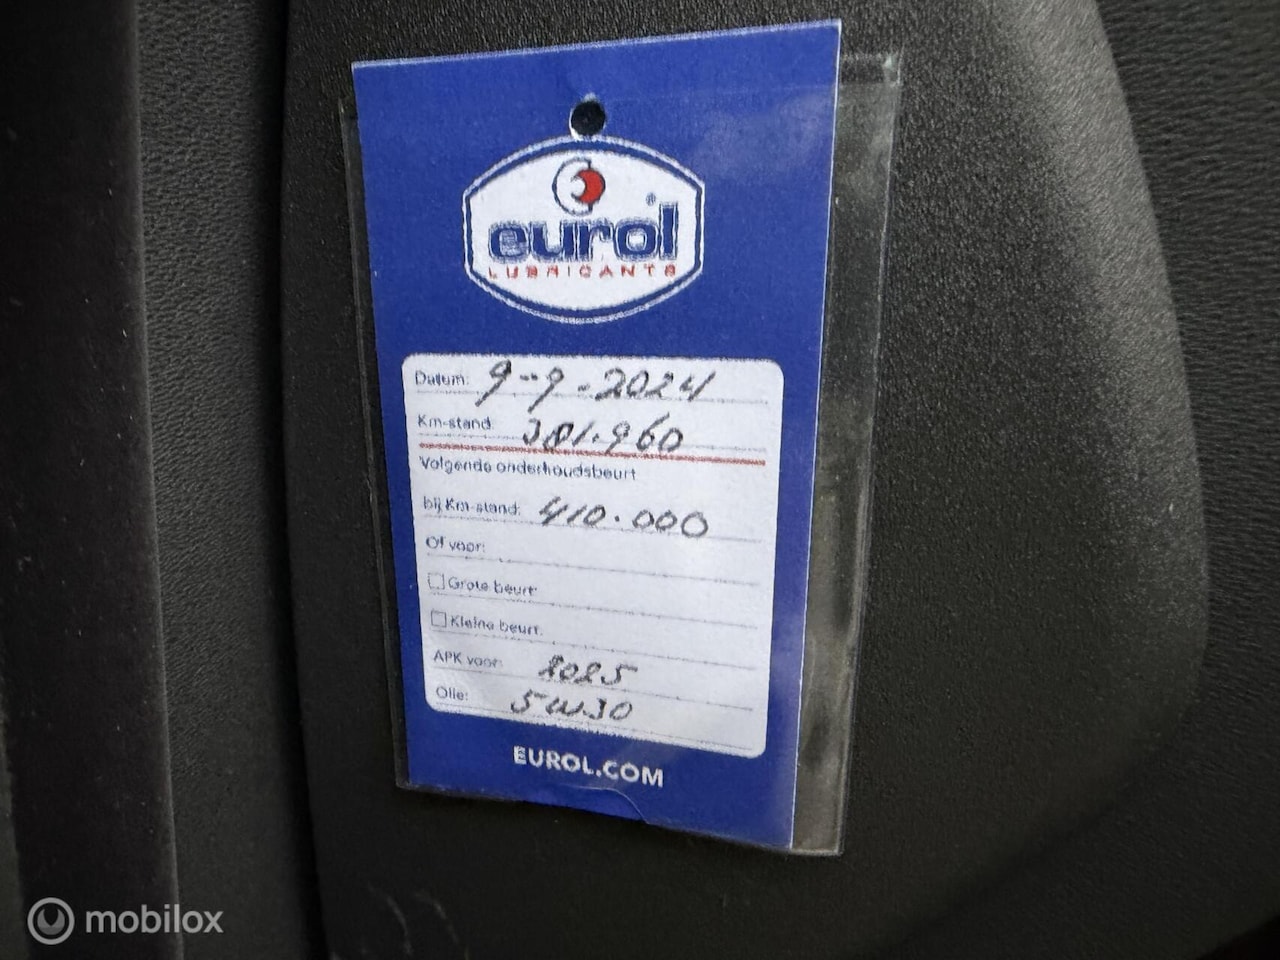 eurol®
LUBRICANTS
Datum: 9-9-2024
Km-stand: 381.960
Volgende onderhoudsbeurt
bij Km-stand: 410.000
Of voor:
Grote beurt:
Kleine beurt:
APK voor: 2025
Olie: 5W30
EUROL.COM
mobilox